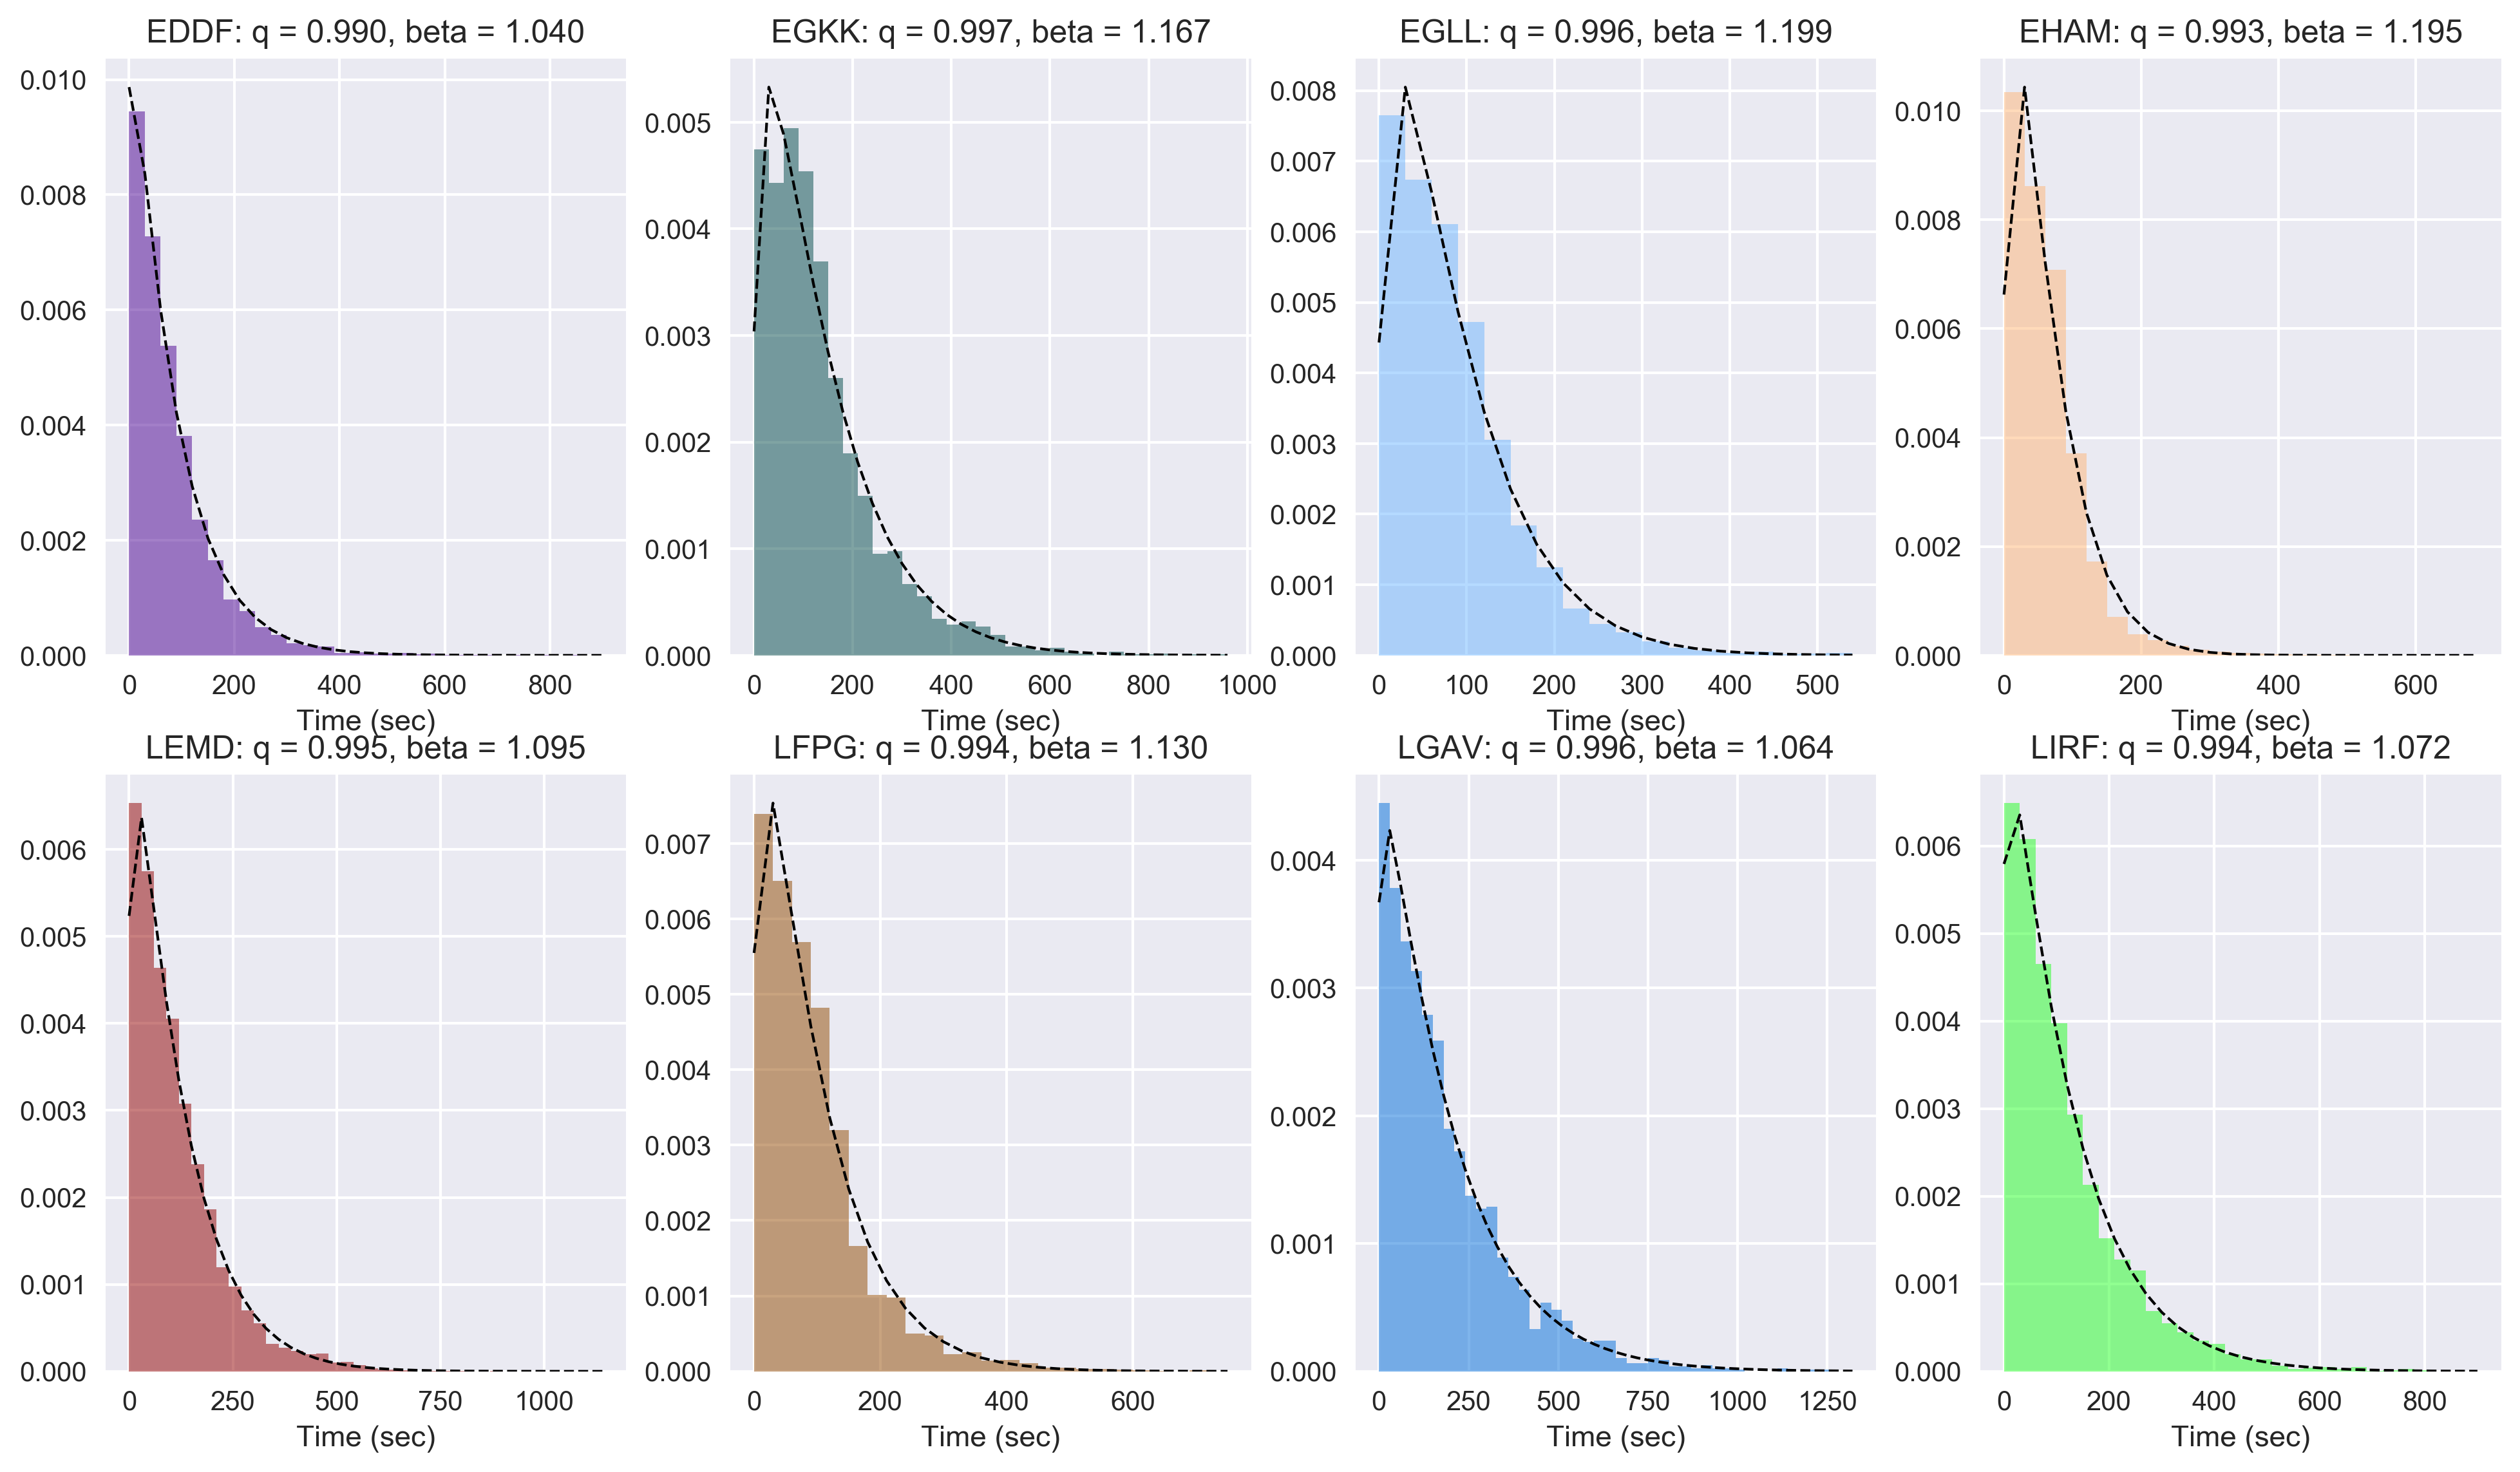 EDDF: q = 0.990, beta = 1.040
0.010
0.008
0.006
0.004
0.002
0.000
0 200 400 600 800
Time (sec)
EGKK: q = 0.997, beta = 1.167
0.005
0.004
0.003
0.002
0.001
0.000
0 200 400 600 800 1000
Time (sec)
EGLL: q = 0.996, beta = 1.199
0.008
0.007
0.006
0.005
0.004
0.003
0.002
0.001
0.000
0 100 200 300 400 500
Time (sec)
EHAM: q = 0.993, beta = 1.195
0.010
0.008
0.006
0.004
0.002
0.000
0 200 400 600
Time (sec)
LEMD: q = 0.995, beta = 1.095
0.006
0.005
0.004
0.003
0.002
0.001
0.000
0 250 500 750 1000
Time (sec)
LFPG: q = 0.994, beta = 1.130
0.007
0.006
0.005
0.004
0.003
0.002
0.001
0.000
0 200 400 600
Time (sec)
LGAV: q = 0.996, beta = 1.064
0.004
0.003
0.002
0.001
0.000
0 250 500 750 1000 1250
Time (sec)
LIRF: q = 0.994, beta = 1.072
0.006
0.005
0.004
0.003
0.002
0.001
0.000
0 200 400 600 800
Time (sec)